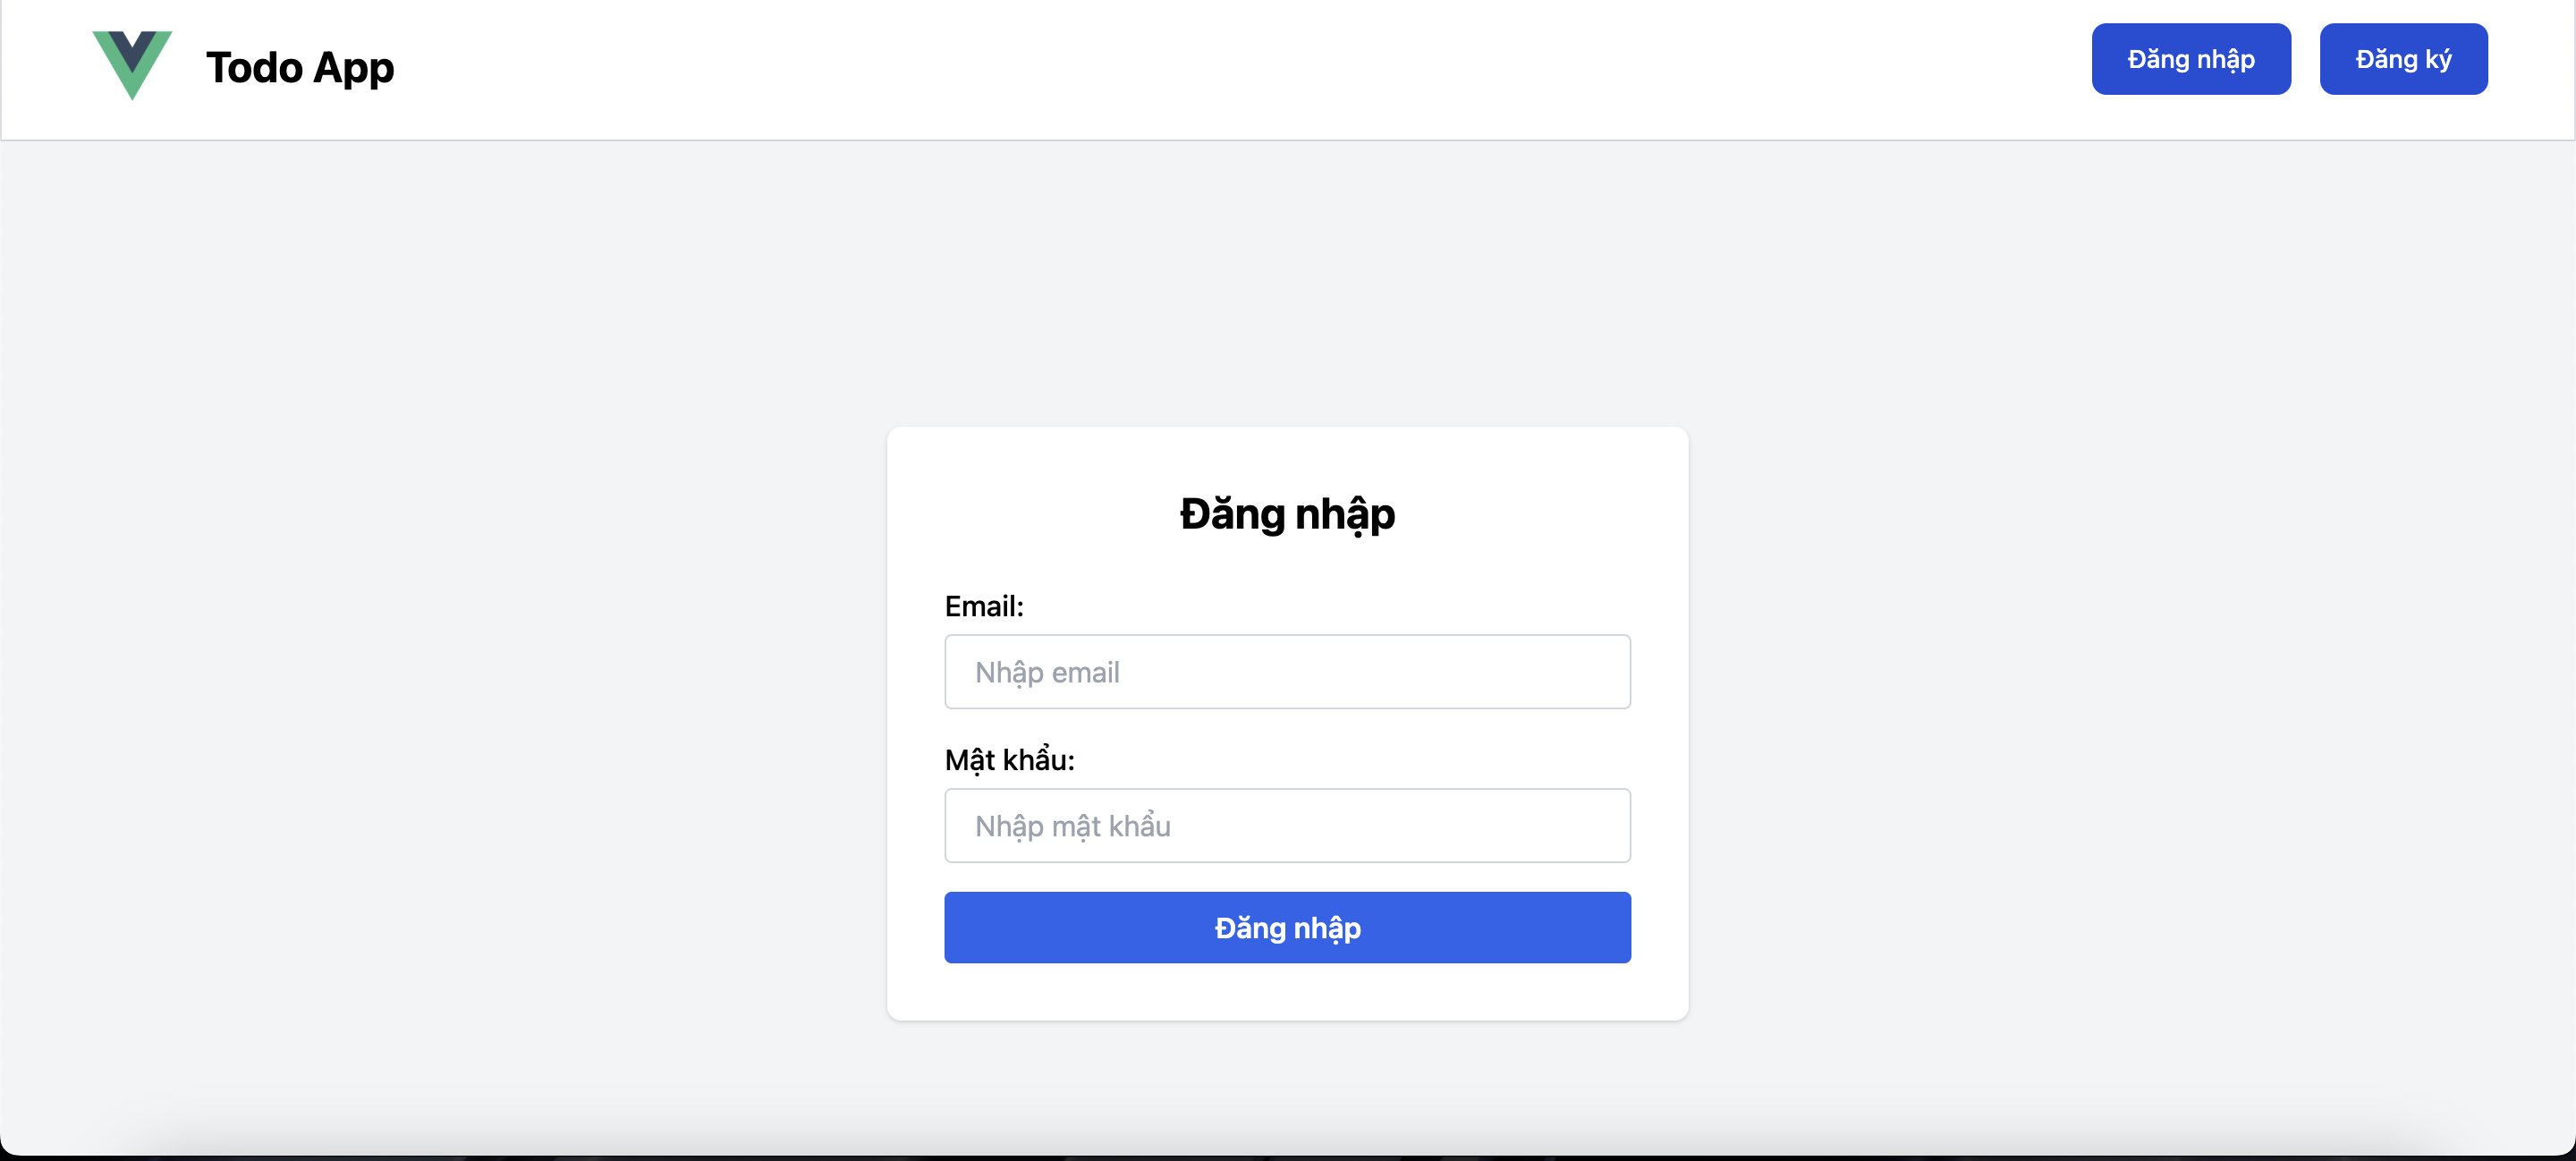 Todo App
Đăng nhập
Đăng ký
Đăng nhập
Email:
Nhập email
Mật khẩu:
Nhập mật khẩu
Đăng nhập